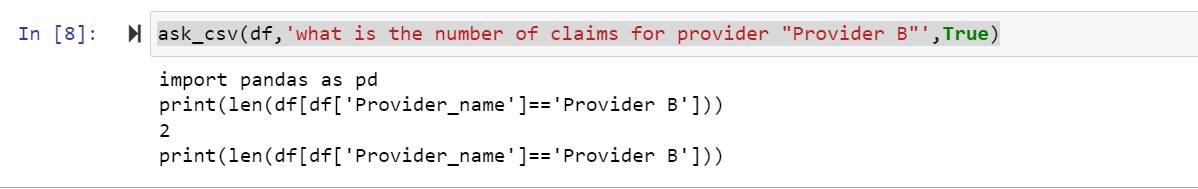 In [8]: ask_csv(df,'what is the number of claims for provider "Provider B"',True)
import pandas as pd
print(len(df[df['Provider_name']=='Provider B']))
2
print(len(df[df['Provider_name']=='Provider B']))